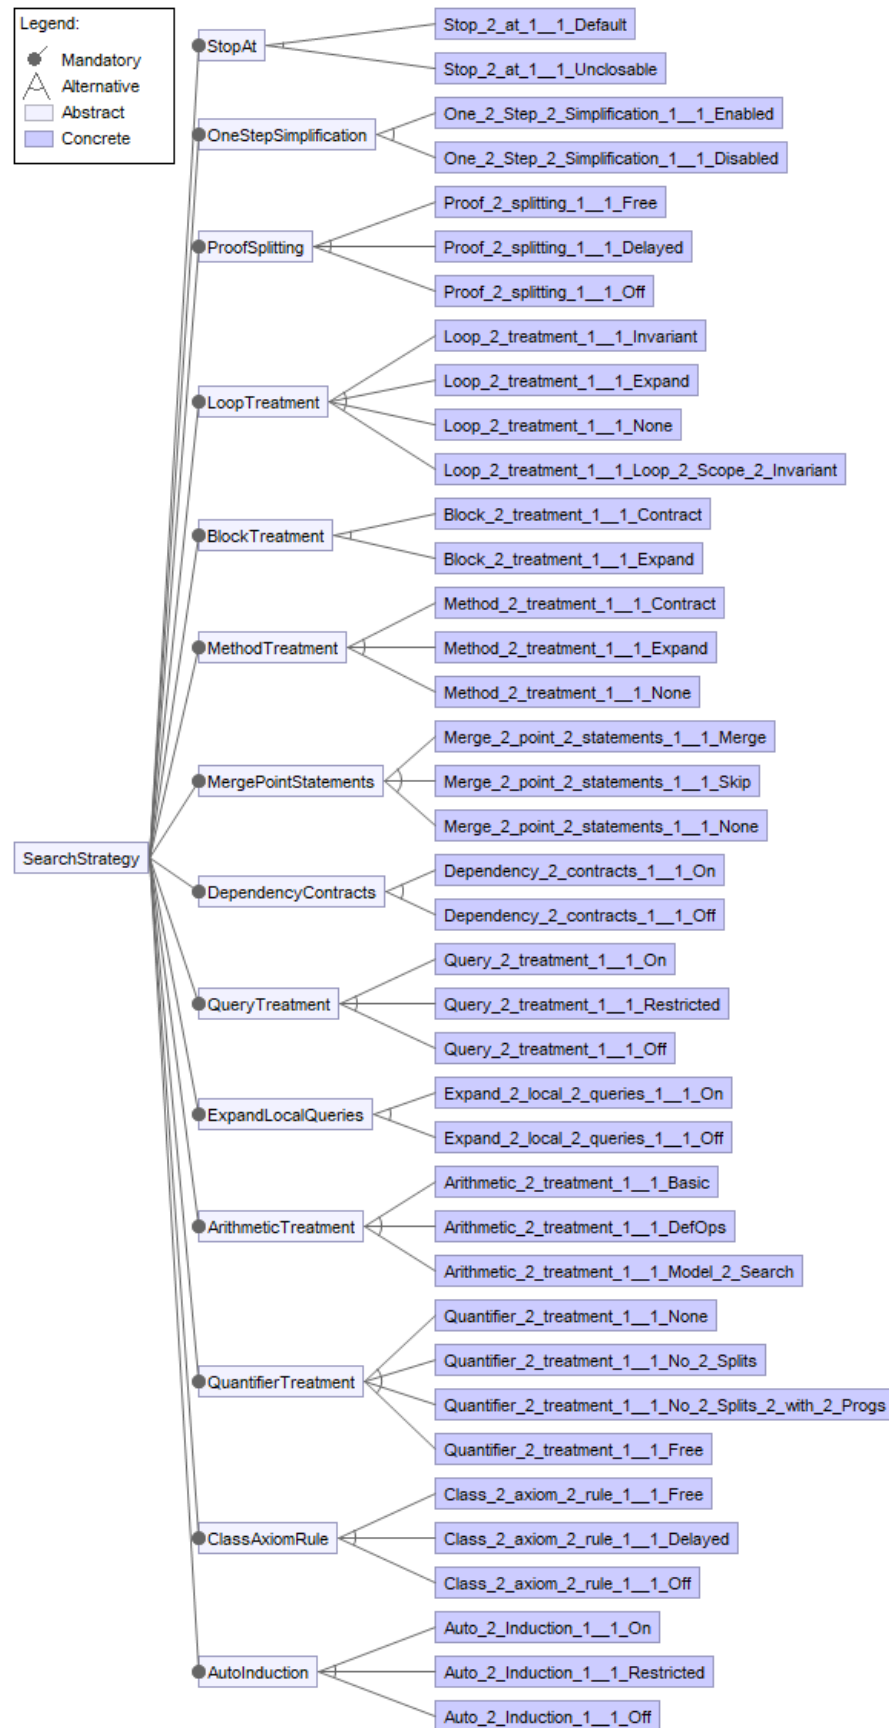 Legend:
Mandatory
Alternative
Abstract
Concrete
SearchStrategy
StopAt
Stop_2_at_1__1_Default
Stop_2_at_1__1_Unclosable
OneStepSimplification
One_2_Step_2_Simplification_1__1_Enabled
One_2_Step_2_Simplification_1__1_Disabled
ProofSplitting
Proof_2_splitting_1__1_Free
Proof_2_splitting_1__1_Delayed
Proof_2_splitting_1__1_Off
LoopTreatment
Loop_2_treatment_1__1_Invariant
Loop_2_treatment_1__1_Expand
Loop_2_treatment_1__1_None
Loop_2_treatment_1__1_Loop_2_Scope_2_Invariant
BlockTreatment
Block_2_treatment_1__1_Contract
Block_2_treatment_1__1_Expand
MethodTreatment
Method_2_treatment_1__1_Contract
Method_2_treatment_1__1_Expand
Method_2_treatment_1__1_None
MergePointStatements
Merge_2_point_2_statements_1__1_Merge
Merge_2_point_2_statements_1__1_Skip
Merge_2_point_2_statements_1__1_None
DependencyContracts
Dependency_2_contracts_1__1_On
Dependency_2_contracts_1__1_Off
QueryTreatment
Query_2_treatment_1__1_On
Query_2_treatment_1__1_Restricted
Query_2_treatment_1__1_Off
ExpandLocalQueries
Expand_2_local_2_queries_1__1_On
Expand_2_local_2_queries_1__1_Off
ArithmeticTreatment
Arithmetic_2_treatment_1__1_Basic
Arithmetic_2_treatment_1__1_DefOps
Arithmetic_2_treatment_1__1_Model_2_Search
QuantifierTreatment
Quantifier_2_treatment_1__1_None
Quantifier_2_treatment_1__1_No_2_Splits
Quantifier_2_treatment_1__1_No_2_Splits_2_with_2_Progs
Quantifier_2_treatment_1__1_Free
ClassAxiomRule
Class_2_axiom_2_rule_1__1_Free
Class_2_axiom_2_rule_1__1_Delayed
Class_2_axiom_2_rule_1__1_Off
AutoInduction
Auto_2_Induction_1__1_On
Auto_2_Induction_1__1_Restricted
Auto_2_Induction_1__1_Off